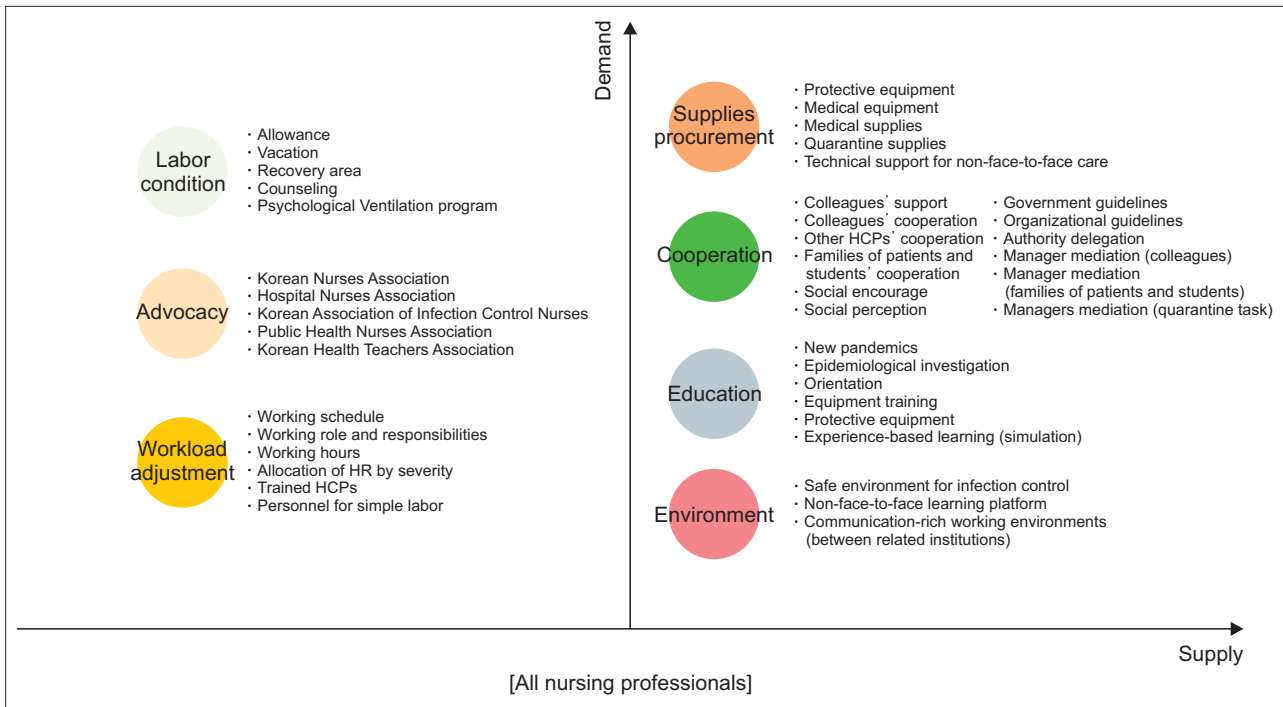 Demand
Labor
condition
· Allowance
· Vacation
· Recovery area
· Counseling
· Psychological Ventilation program
Advocacy
· Korean Nurses Association
· Hospital Nurses Association
· Korean Association of Infection Control Nurses
· Public Health Nurses Association
· Korean Health Teachers Association
Workload
adjustment
· Working schedule
· Working role and responsibilities
· Working hours
· Allocation of HR by severity
· Trained HCPs
· Personnel for simple labor
Supplies
procurement
· Protective equipment
· Medical equipment
· Medical supplies
· Quarantine supplies
· Technical support for non-face-to-face care
Cooperation
· Colleagues’ support
· Colleagues’ cooperation
· Other HCPs’ cooperation
· Families of patients and
students’ cooperation
· Social encourage
· Social perception
· Government guidelines
· Organizational guidelines
· Authority delegation
· Manager mediation (colleagues)
· Manager mediation
(families of patients and students)
· Managers mediation (quarantine task)
Education
· New pandemics
· Epidemiological investigation
· Orientation
· Equipment training
· Protective equipment
· Experience-based learning (simulation)
Environment
· Safe environment for infection control
· Non-face-to-face learning platform
· Communication-rich working environments
(between related institutions)
Supply
[All nursing professionals]